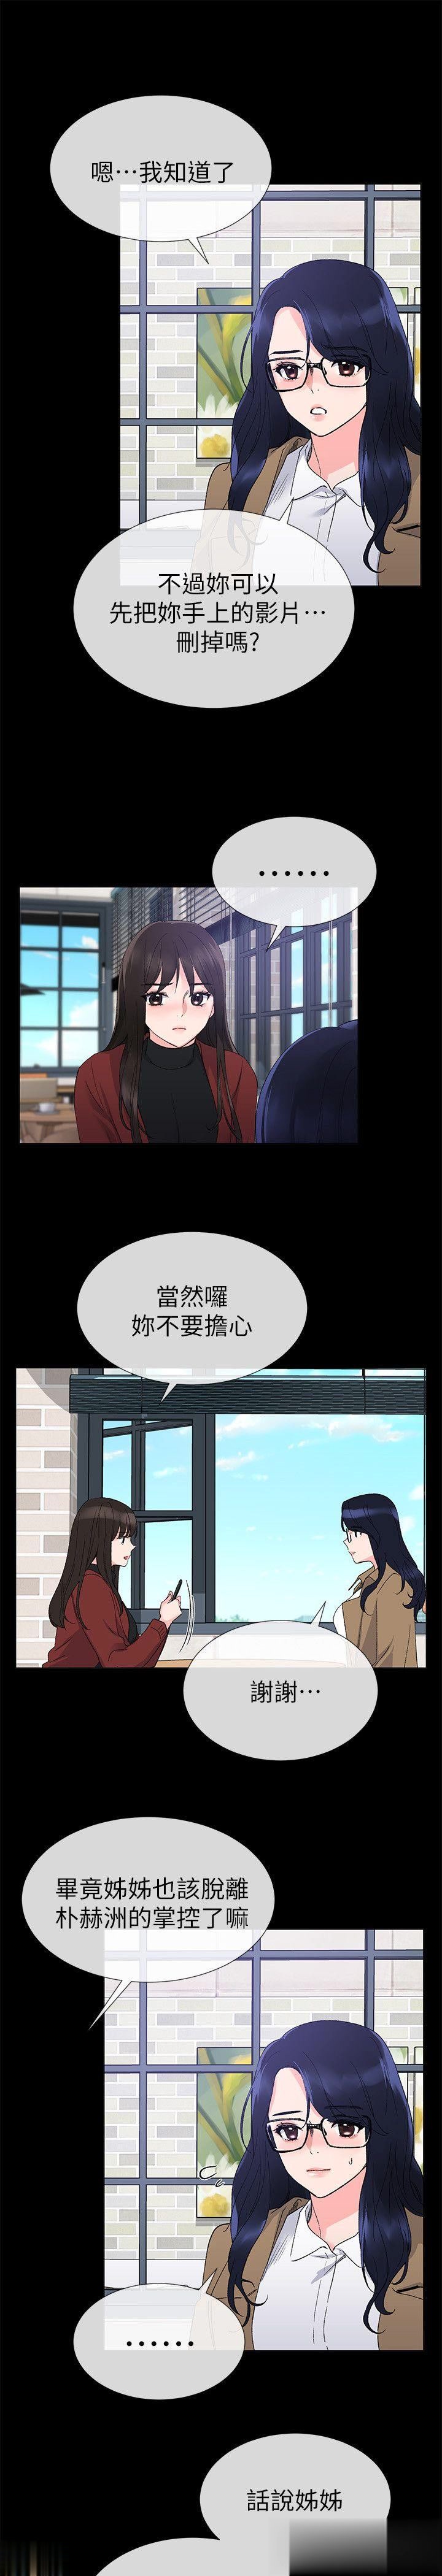 嗯…我知道了
不過妳可以
先把妳手上的影片…
刪掉嗎?
······
當然囉
妳不要擔心
謝謝…
畢竟姊姊也該脫離
朴赫洲的掌控了嘛
······
話說姊姊